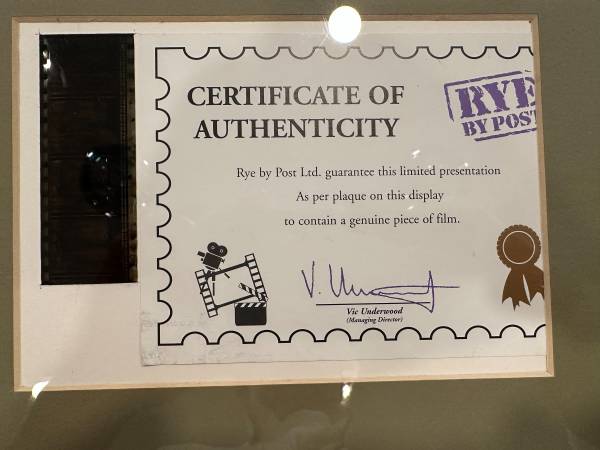 CERTIFICATE OF
AUTHENTICITY
RYE
BY POST
Rye by Post Ltd. guarantee this limited presentation
As per plaque on this display
to contain a genuine piece of film.
V. Underwood
Vic Underwood
(Managing Director)